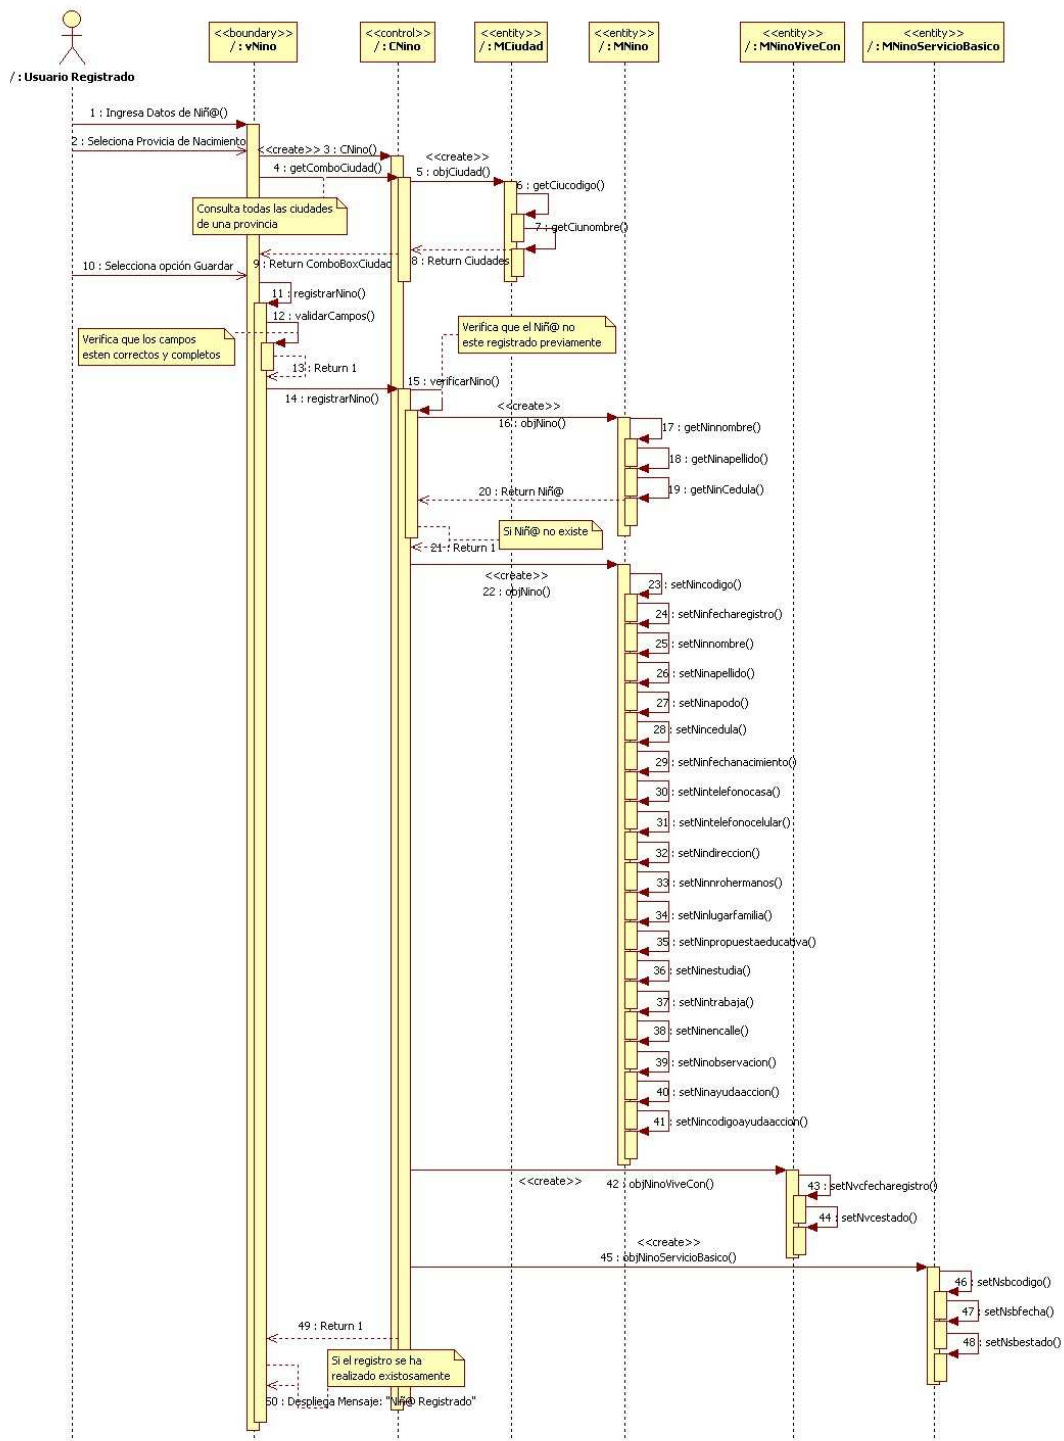 <<boundary>>
/ : vNino
<<control>>
/ : CNino
<<entity>>
/ : MCiudad
<<entity>>
/ : MNino
<<entity>>
/ : MNinoViveCon
<<entity>>
/ : MNinoServicioBasico
/ : Usuario Registrado
1 : Ingresa Datos de Niñ@()
2 : Seleciona Provicia de Nacimiento
<<create>> 3 : CNino()
4 : getComboCiudad()
<<create>>
5 : objCiudad()
6 : getCiucodigo()
Consulta todas las ciudades
de una provincia
7 : getCiunombre()
8 : Return Ciudades
9 : Return ComboBoxCiudad
10 : Selecciona opción Guardar
11 : registrarNino()
12 : validarCampos()
Verifica que los campos
esten correctos y completos
Verifica que el Niñ@ no
este registrado previamente
13 : Return 1
14 : registrarNino()
15 : verificarNino()
<<create>>
16 : objNino()
17 : getNinnombre()
18 : getNinapellido()
19 : getNinCedula()
20 : Return Niñ@
Si Niñ@ no existe
21 : Return 1
<<create>>
22 : objNino()
23 : setNincodigo()
24 : setNinfecharegistro()
25 : setNinnombre()
26 : setNinapellido()
27 : setNinapodo()
28 : setNincedula()
29 : setNinfechanacimiento()
30 : setNintelefonocasa()
31 : setNintelefonocelular()
32 : setNindireccion()
33 : setNinnrohermanos()
34 : setNinlugarfamilia()
35 : setNinpropuestaeducativa()
36 : setNinestudia()
37 : setNintrabaja()
38 : setNinencalle()
39 : setNinobservacion()
40 : setNinayudaaccion()
41 : setNincodigoayudaaccion()
<<create>>
42 : objNinoViveCon()
43 : setNvcfecharegistro()
44 : setNvcestado()
<<create>>
45 : objNinoServicioBasico()
46 : setNsbcodigo()
47 : setNsbfecha()
48 : setNsbestado()
49 : Return 1
Si el registro se ha
realizado existosamente
50 : Despliega Mensaje: "Niñ@ Registrado"